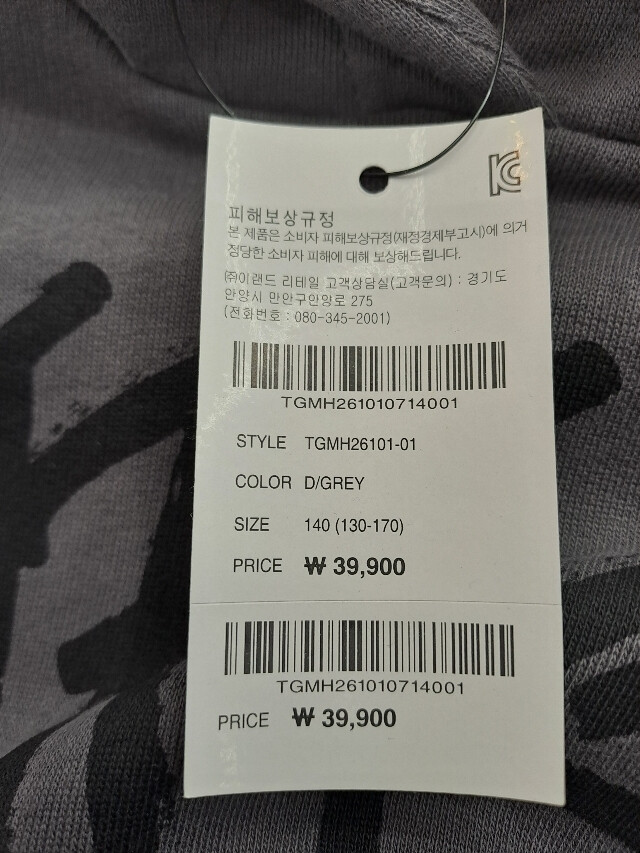 피해보상규정
본 제품은 소비자 피해보상규정(재정경제부고시)에 의거
정당한 소비자 피해에 대해 보상해드립니다.
㈜이랜드 리테일 고객상담실(고객문의) : 경기도
안양시 만안구안양로 275
(전화번호 : 080-345-2001)
TGMH261010714001
STYLE TGMH26101-01
COLOR D/GREY
SIZE 140 (130-170)
PRICE ₩ 39,900
TGMH261010714001
PRICE ₩ 39,900